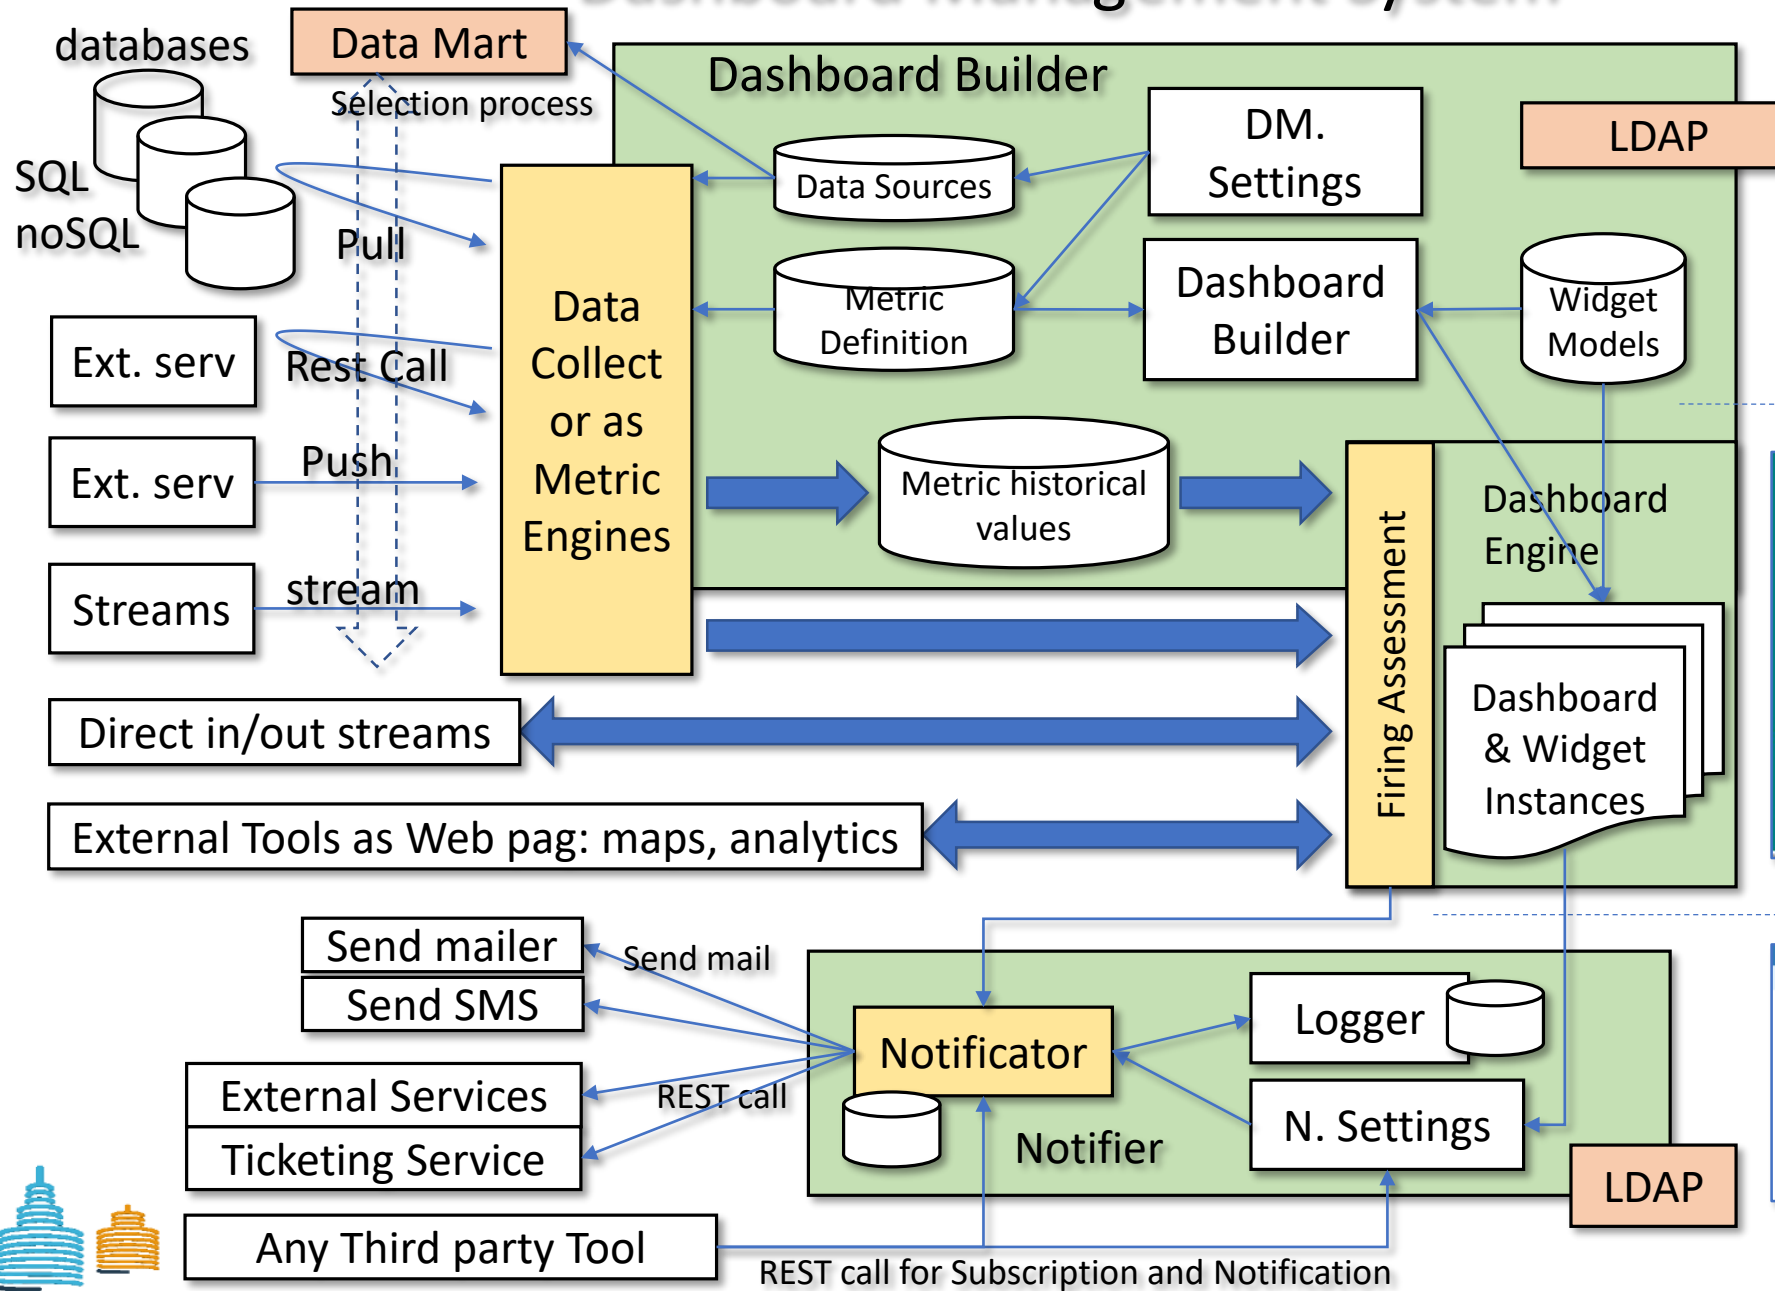 Dashboard Management System
databases
Data Mart
Dashboard Builder
Selection process
DM.
Settings
LDAP
SQL
noSQL
Data Sources
Pull
Data
Collect
or as
Metric
Engines
Metric
Definition
Dashboard
Builder
Widget
Models
Ext. serv
Rest Call
Ext. serv
Push
Metric historical
values
Firing Assessment
Dashboard
Engine
Streams
stream
Dashboard
& Widget
Instances
Direct in/out streams
External Tools as Web pag: maps, analytics
Send mailer
Send mail
Send SMS
Logger
Notificator
External Services
REST call
N. Settings
Ticketing Service
Notifier
LDAP
Any Third party Tool
REST call for Subscription and Notification